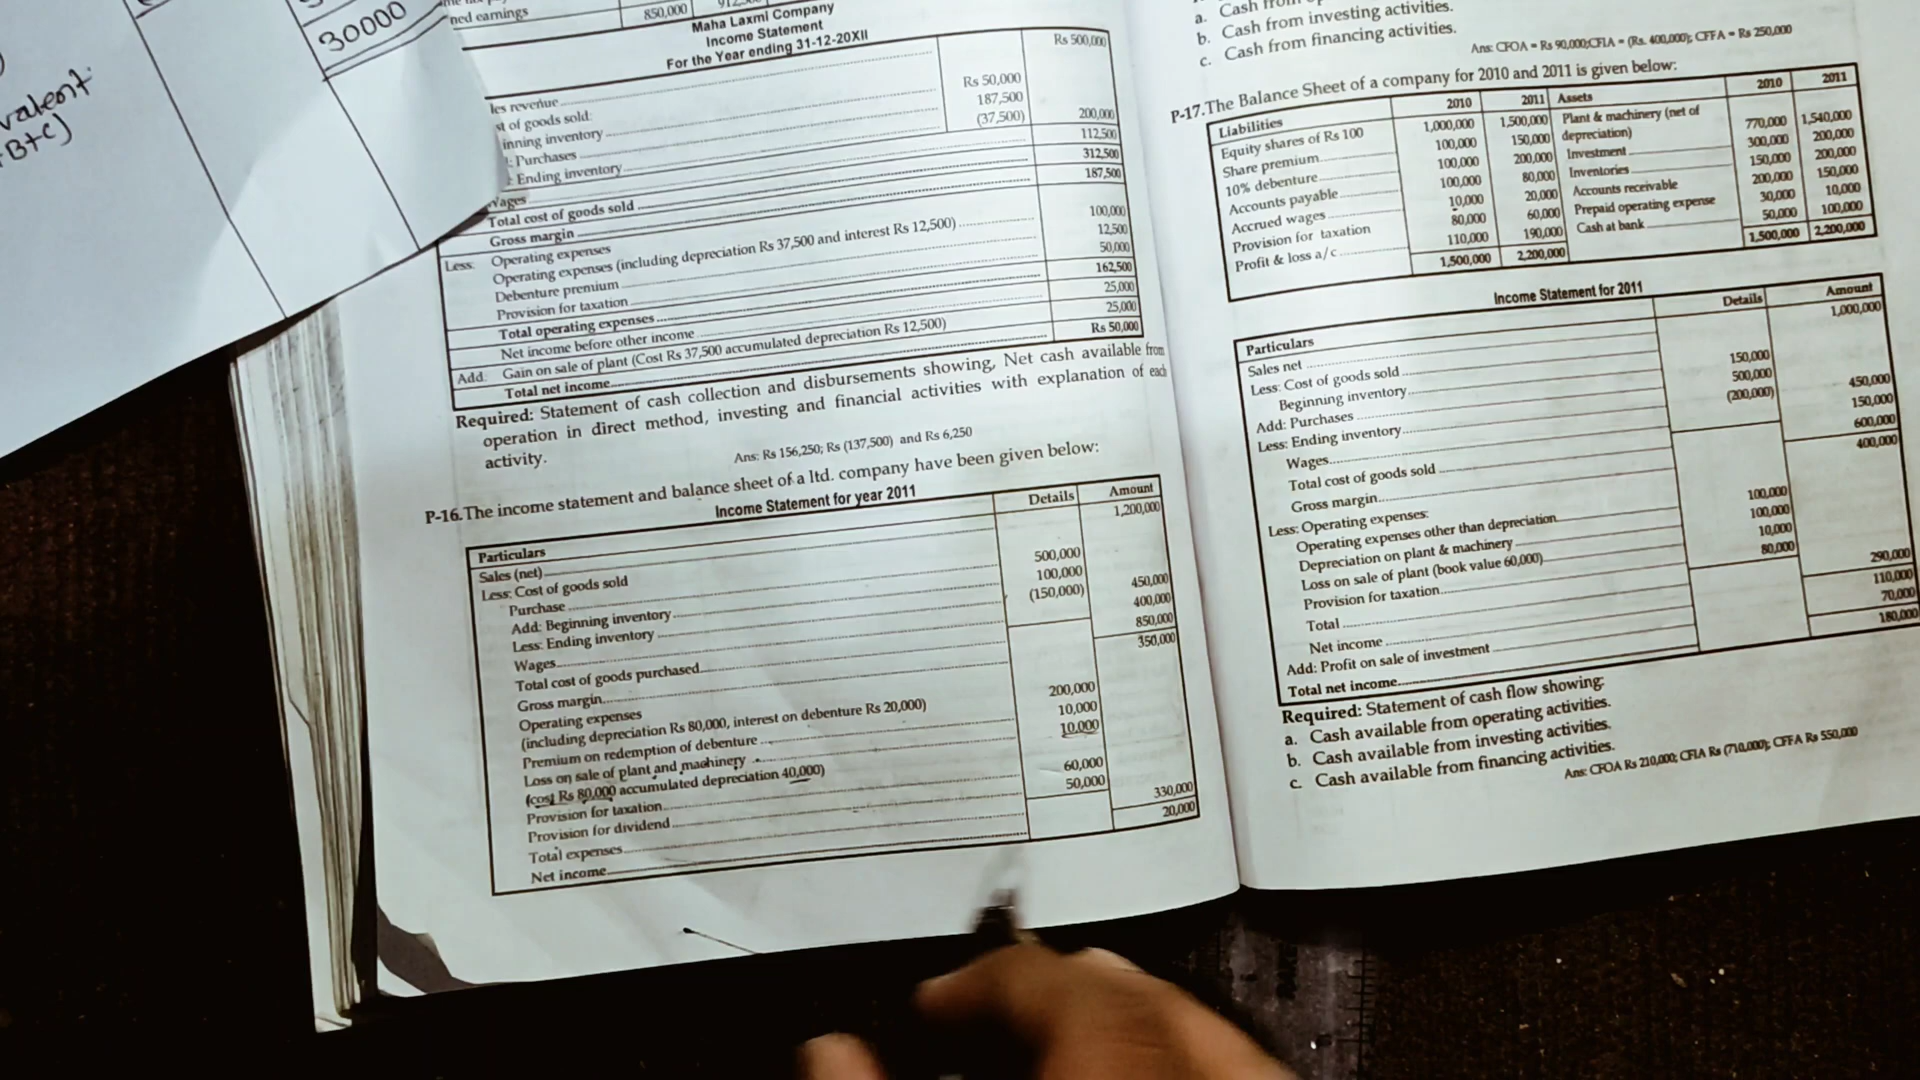 30000
valent
B+C)
ned earnings 850,000
Maha Laxmi Company
Income Statement
For the Year ending 31-12-20XII
les revenue Rs 500,000
st of goods sold:
inning inventory Rs 50,000
: Purchases 187,500
: Ending inventory (37,500) 200,000
Wages 112,500
Total cost of goods sold 312,500
Gross margin 187,500
Less: Operating expenses
Operating expenses (including depreciation Rs 37,500 and interest Rs 12,500) 100,000
Debenture premium 12,500
Provision for taxation 50,000
Total operating expenses 162,500
Net income before other income 25,000
Add: Gain on sale of plant (Cost Rs 37,500 accumulated depreciation Rs 12,500) 25,000
Total net income Rs 50,000
Required: Statement of cash collection and disbursements showing, Net cash available from
operation in direct method, investing and financial activities with explanation of each
activity.
Ans: Rs 156,250; Rs (137,500) and Rs 6,250
P-16. The income statement and balance sheet of a ltd. company have been given below:
Income Statement for year 2011
Particulars Details Amount
Sales (net) 1,200,000
Less: Cost of goods sold
Purchase 500,000
Add: Beginning inventory 100,000
Less: Ending inventory (150,000) 450,000
Wages 400,000
Total cost of goods purchased 850,000
Gross margin 350,000
Operating expenses
(including depreciation Rs 80,000, interest on debenture Rs 20,000) 200,000
Premium on redemption of debenture 10,000
Loss on sale of plant and machinery 10,000
(cost Rs 80,000 accumulated depreciation 40,000)
Provision for taxation 60,000
Provision for dividend 50,000
Total expenses 330,000
Net income 20,000
a. Cash from
b. Cash from investing activities.
c. Cash from financing activities.
Ans: CFOA = Rs 90,000; CFIA = (Rs. 400,000); CFFA = Rs 250,000
P-17. The Balance Sheet of a company for 2010 and 2011 is given below:
Liabilities 2010 2011 Assets 2010 2011
Equity shares of Rs 100 1,000,000 1,500,000 Plant & machinery (net of
Share premium 100,000 150,000 depreciation) 770,000 1,540,000
10% debenture 100,000 200,000 Investment 300,000 200,000
Accounts payable 100,000 80,000 Inventories 150,000 200,000
Accrued wages 10,000 20,000 Accounts receivable 200,000 150,000
Provision for taxation 80,000 60,000 Prepaid operating expense 30,000 10,000
Profit & loss a/c 110,000 190,000 Cash at bank 50,000 100,000
1,500,000 2,200,000 1,500,000 2,200,000
Income Statement for 2011
Particulars Details Amount
Sales net 1,000,000
Less: Cost of goods sold
Beginning inventory 150,000
Add: Purchases 500,000
Less: Ending inventory (200,000) 450,000
Wages 150,000
Total cost of goods sold 600,000
Gross margin 400,000
Less: Operating expenses:
Operating expenses other than depreciation 100,000
Depreciation on plant & machinery 100,000
Loss on sale of plant (book value 60,000) 10,000
Provision for taxation 80,000
Total 290,000
Net income 110,000
Add: Profit on sale of investment 70,000
Total net income 180,000
Required: Statement of cash flow showing:
a. Cash available from operating activities.
b. Cash available from investing activities.
c. Cash available from financing activities.
Ans: CFOA Rs 210,000; CFIA Rs (710,000); CFFA Rs 550,000